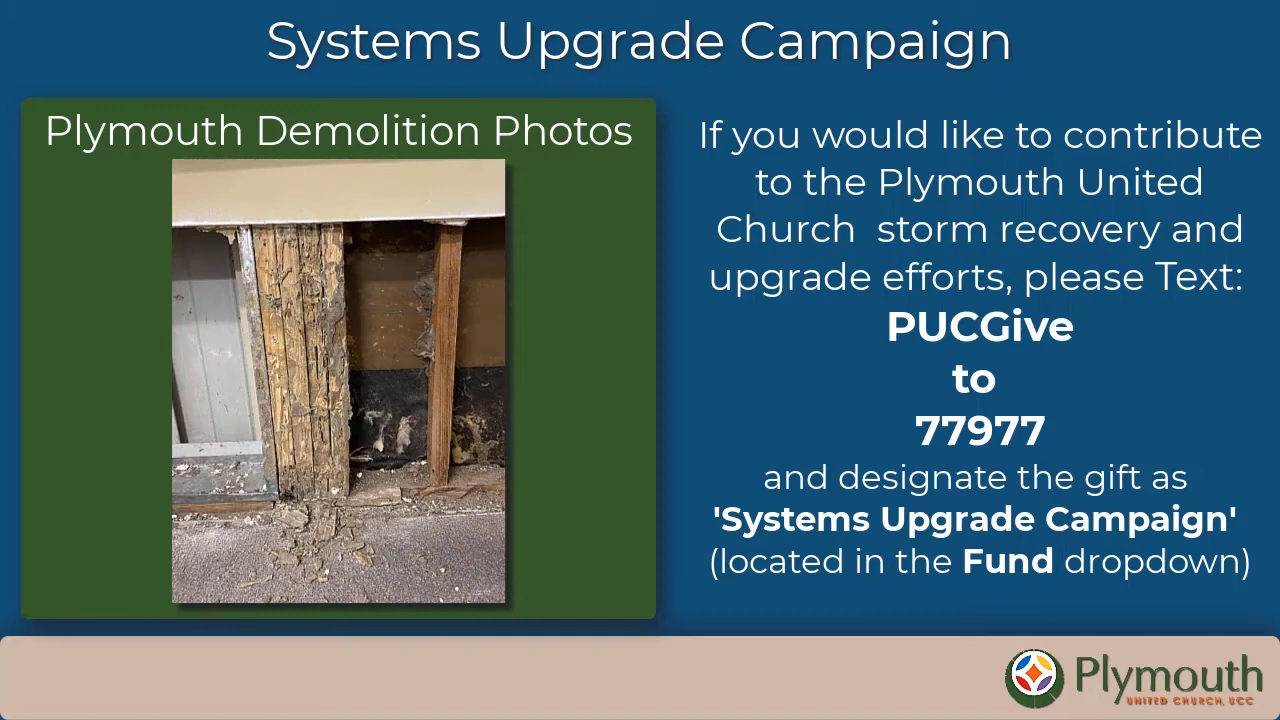 Systems Upgrade Campaign
Plymouth Demolition Photos
If you would like to contribute
to the Plymouth United
Church  storm recovery and
upgrade efforts, please Text:
PUCGive
to
77977
and designate the gift as
'Systems Upgrade Campaign'
(located in the Fund dropdown)
Plymouth
UNITED CHURCH, UCC